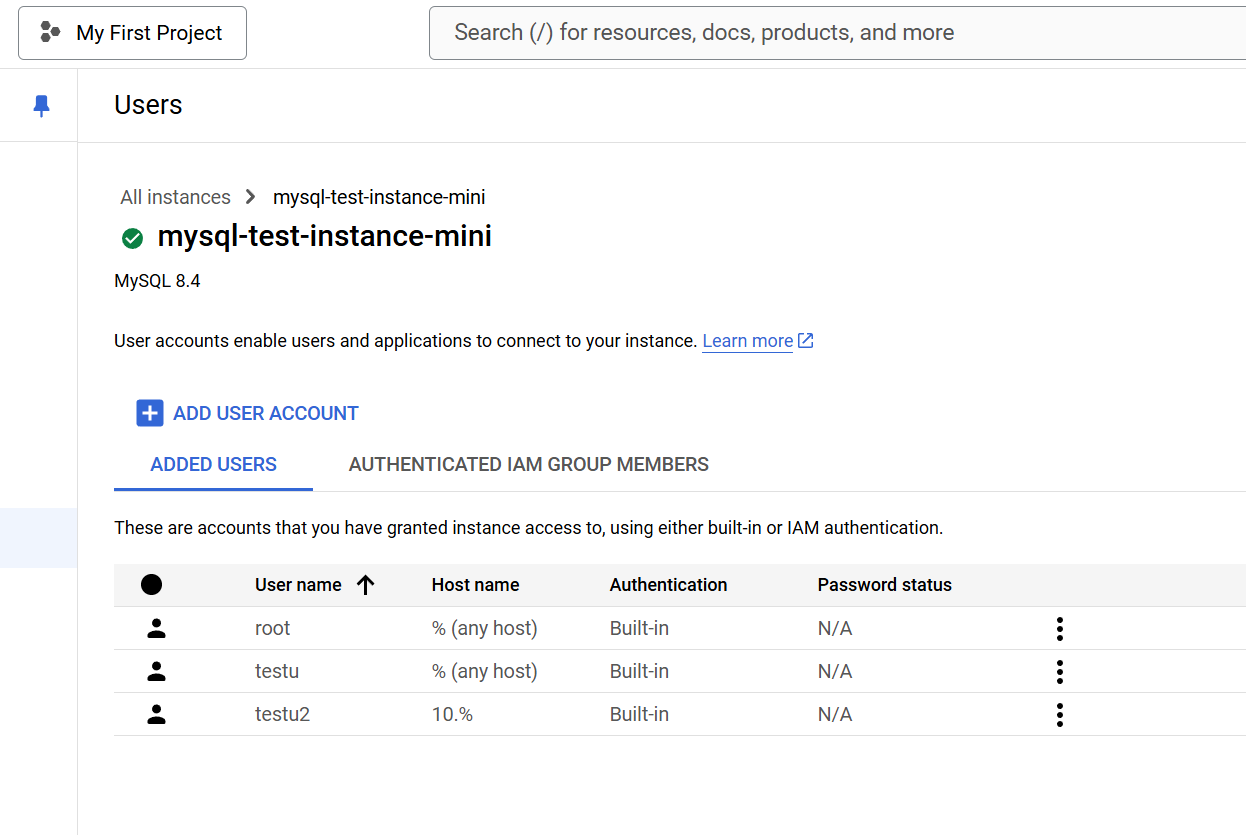 My First Project
Search (/) for resources, docs, products, and more
Users
All instances
mysql-test-instance-mini
mysql-test-instance-mini
MySQL 8.4
User accounts enable users and applications to connect to your instance. Learn more
ADD USER ACCOUNT
ADDED USERS AUTHENTICATED IAM GROUP MEMBERS
These are accounts that you have granted instance access to, using either built-in or IAM authentication.
User name Host name Authentication Password status
root % (any host) Built-in N/A
testu % (any host) Built-in N/A
testu2 10.% Built-in N/A